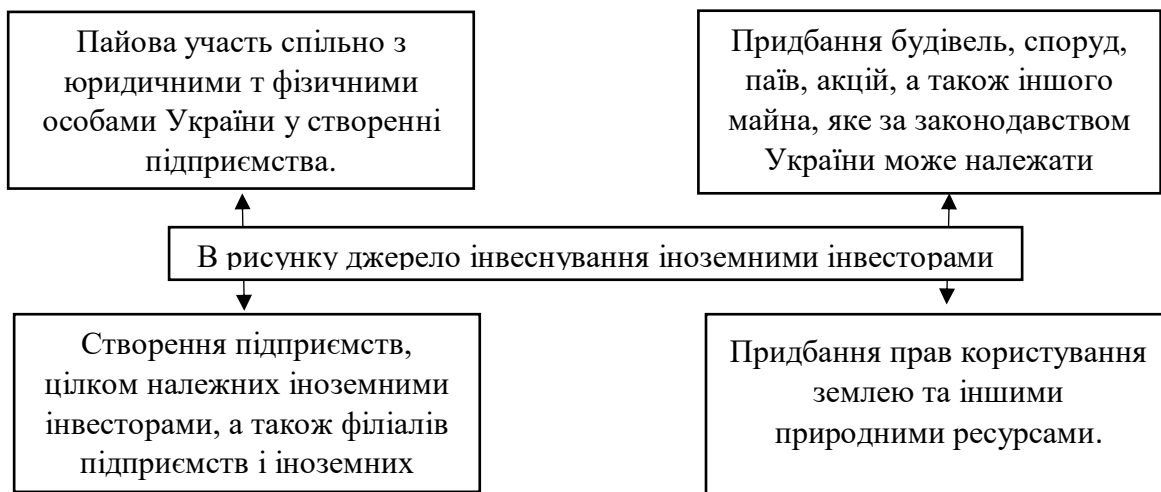 Пайова участь спільно з
юридичними т фізичними
особами України у створенні
підприємства.
Придбання будівель, споруд,
паїв, акцій, а також іншого
майна, яке за законодавством
України може належати
В рисунку джерело інвеснування іноземними інвесторами
Створення підприємств,
цілком належних іноземними
інвесторами, а також філіалів
підприємств і іноземних
Придбання прав користування
землею та іншими
природними ресурсами.